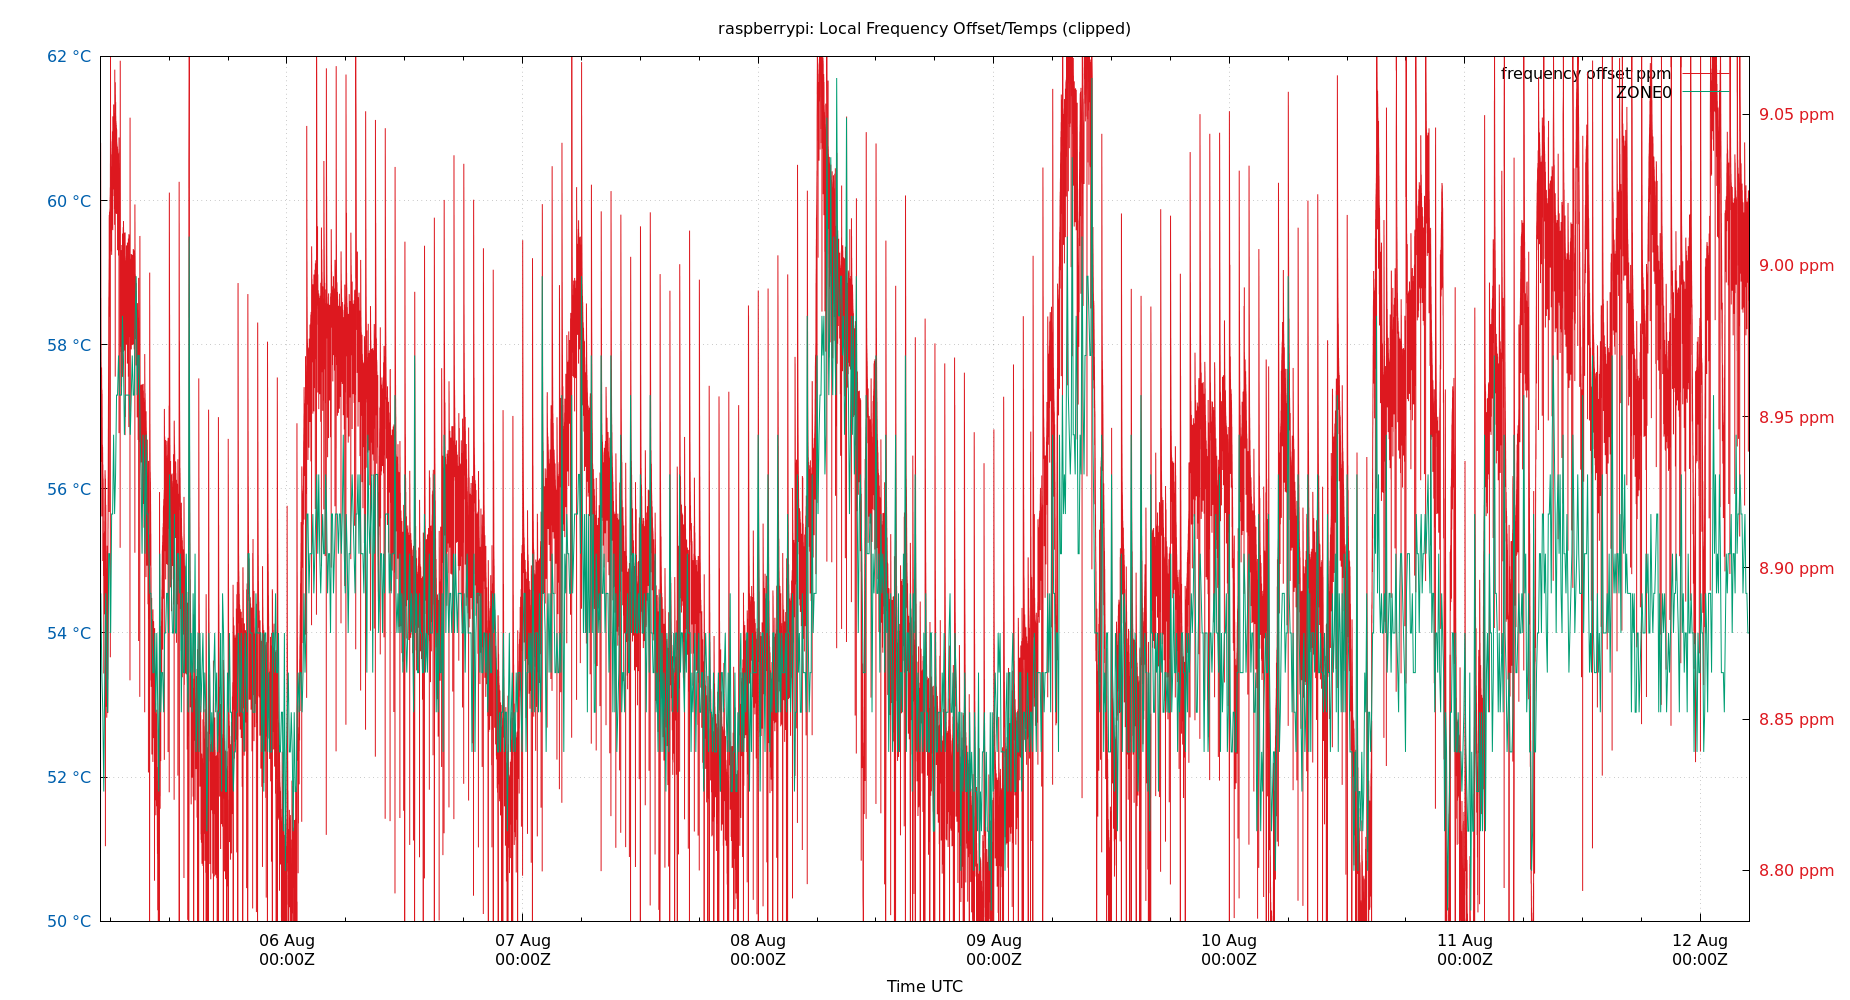 raspberrypi: Local Frequency Offset/Temps (clipped)
62 °C
60 °C
58 °C
56 °C
54 °C
52 °C
50 °C
frequency offset ppm
ZONE0
9.05 ppm
9.00 ppm
8.95 ppm
8.90 ppm
8.85 ppm
8.80 ppm
06 Aug
00:00Z
07 Aug
00:00Z
08 Aug
00:00Z
09 Aug
00:00Z
10 Aug
00:00Z
11 Aug
00:00Z
12 Aug
00:00Z
Time UTC